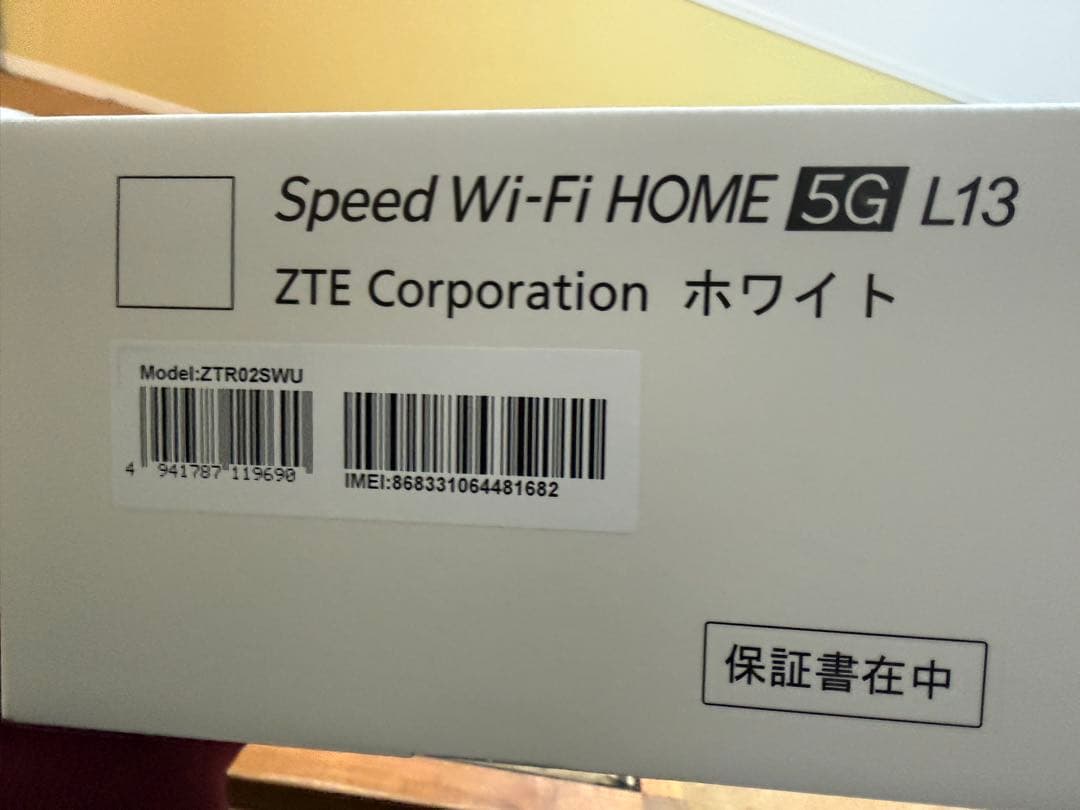 Speed Wi-Fi HOME 5G L13
ZTE Corporation ホワイト
Model:ZTR02SWU
4 941787 119690
IMEI:868331064481682
保証書在中